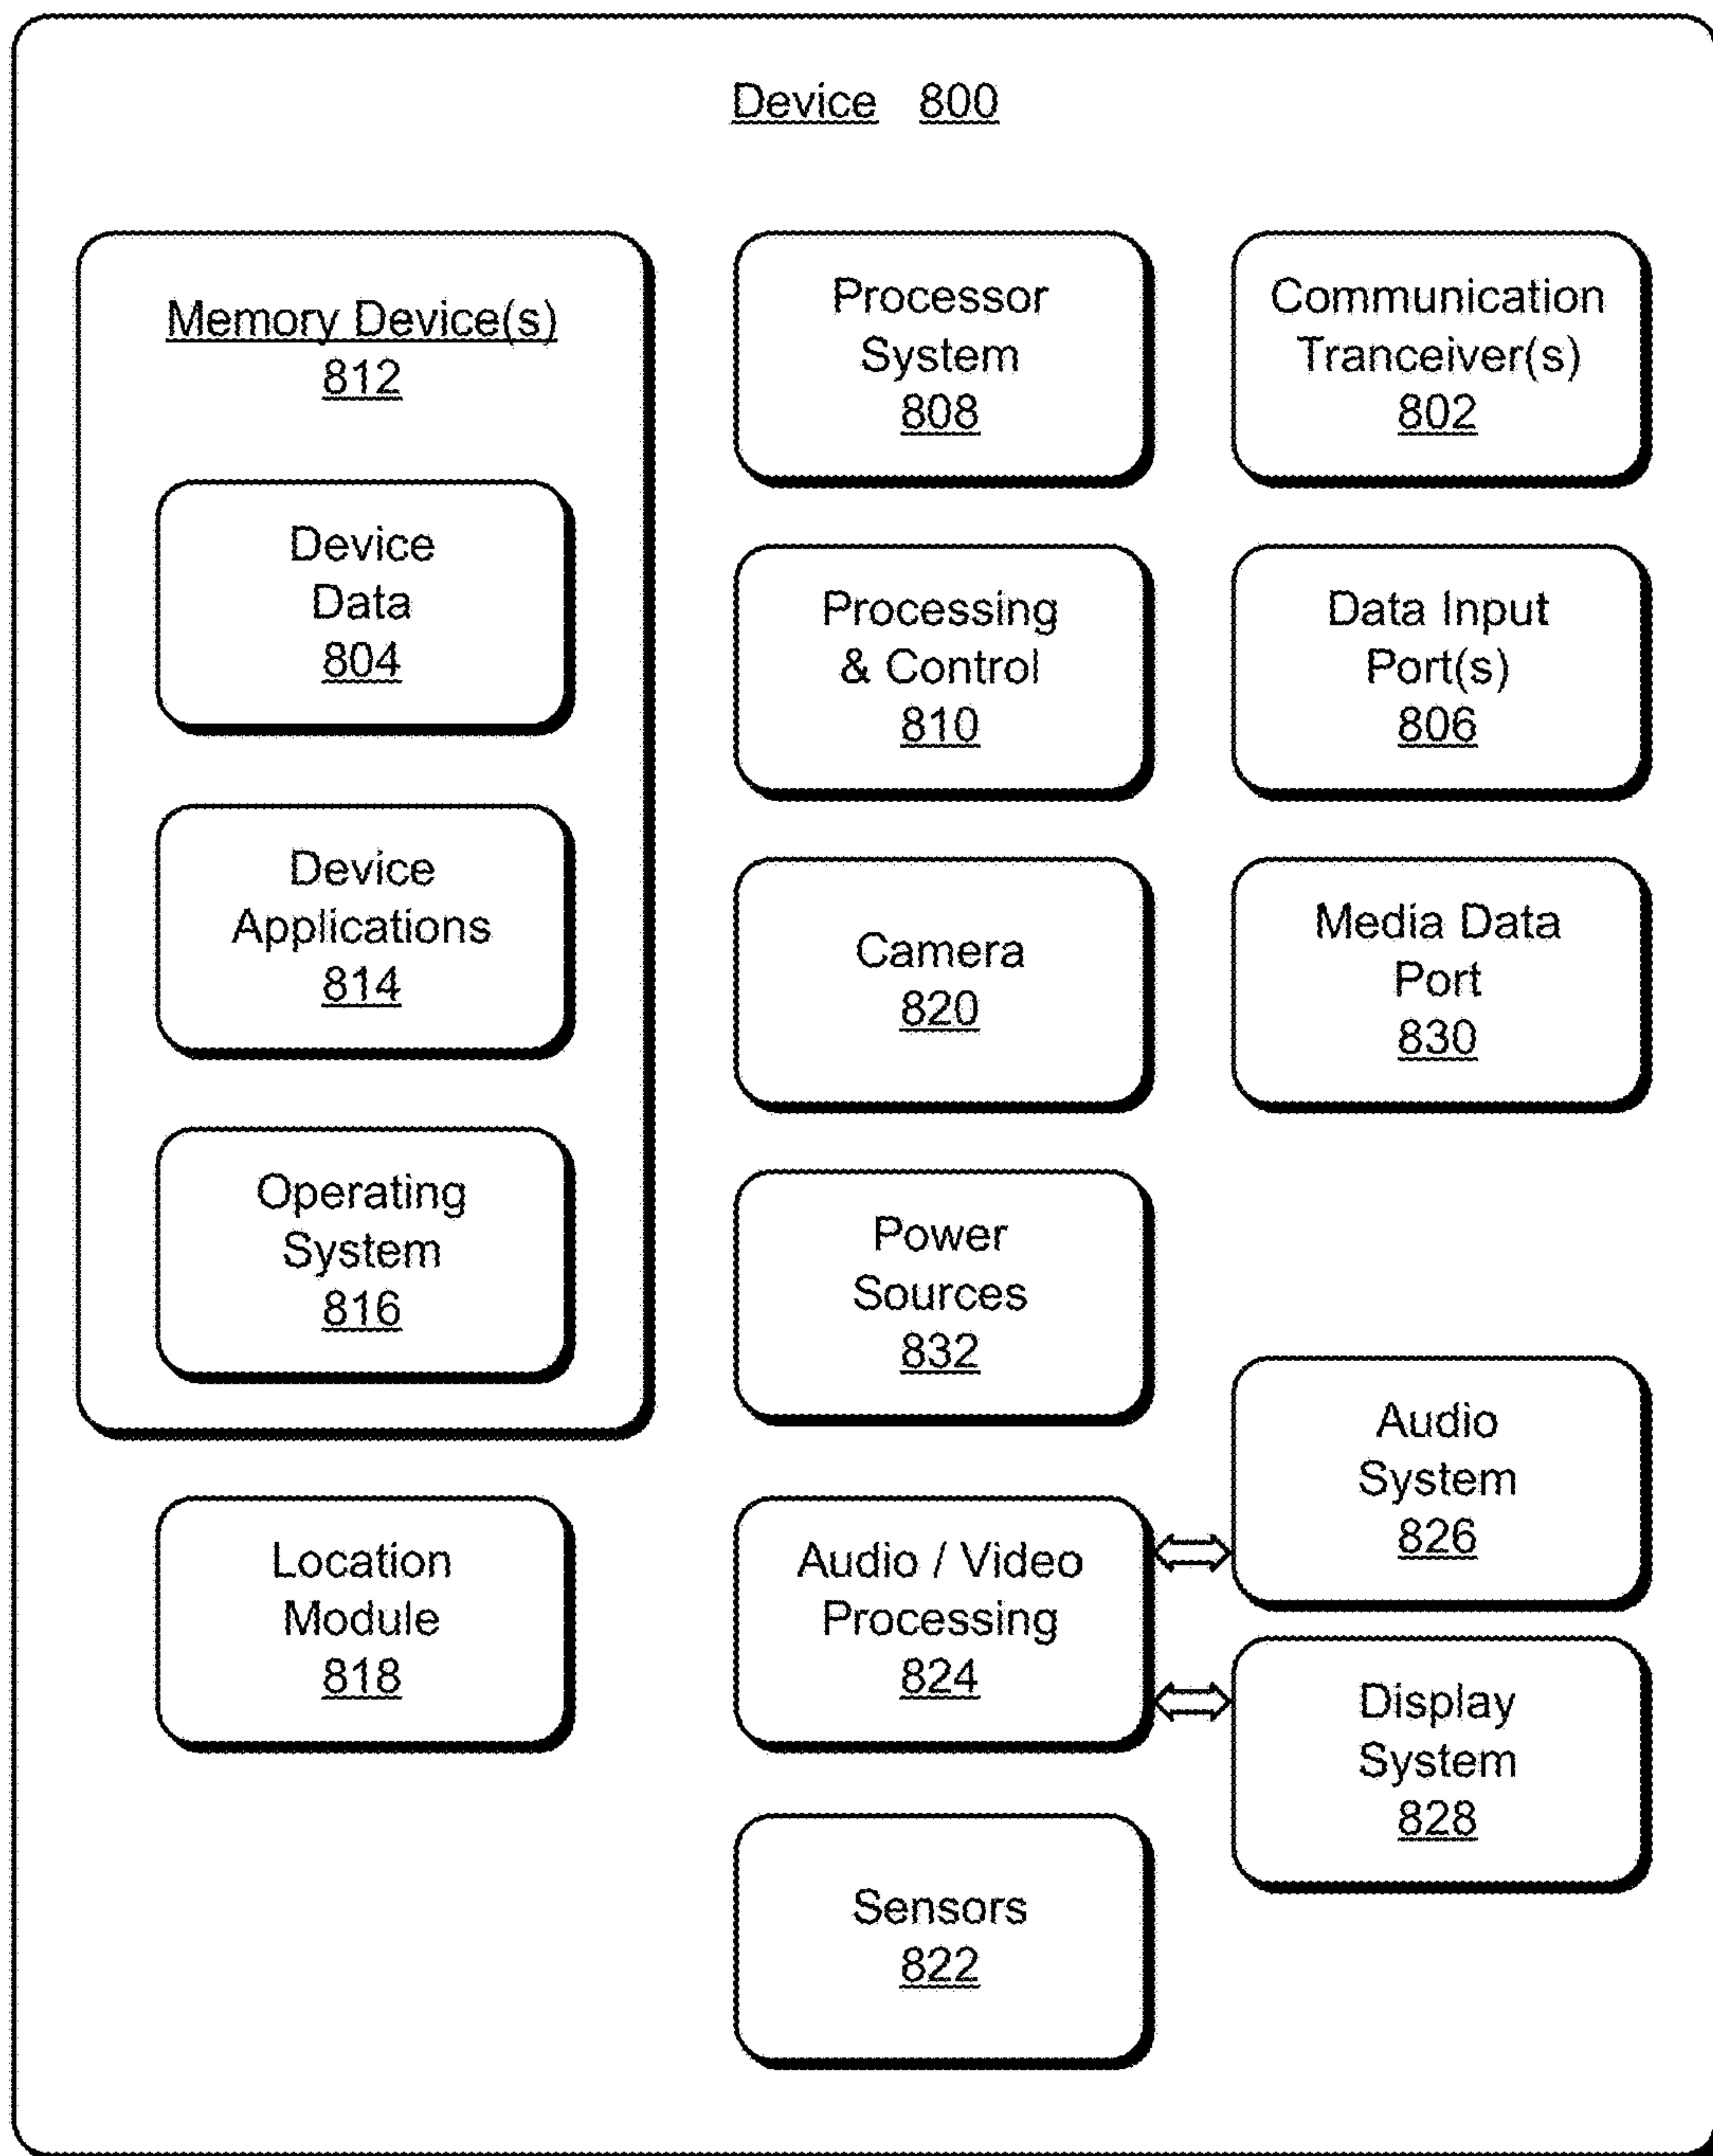 Device 800
Memory Device(s)
812
Device
Data
804
Device
Applications
814
Operating
System
816
Location
Module
818
Processor
System
808
Processing
& Control
810
Camera
820
Power
Sources
832
Audio / Video
Processing
824
Sensors
822
Communication
Tranceiver(s)
802
Data Input
Port(s)
806
Media Data
Port
830
Audio
System
826
Display
System
828